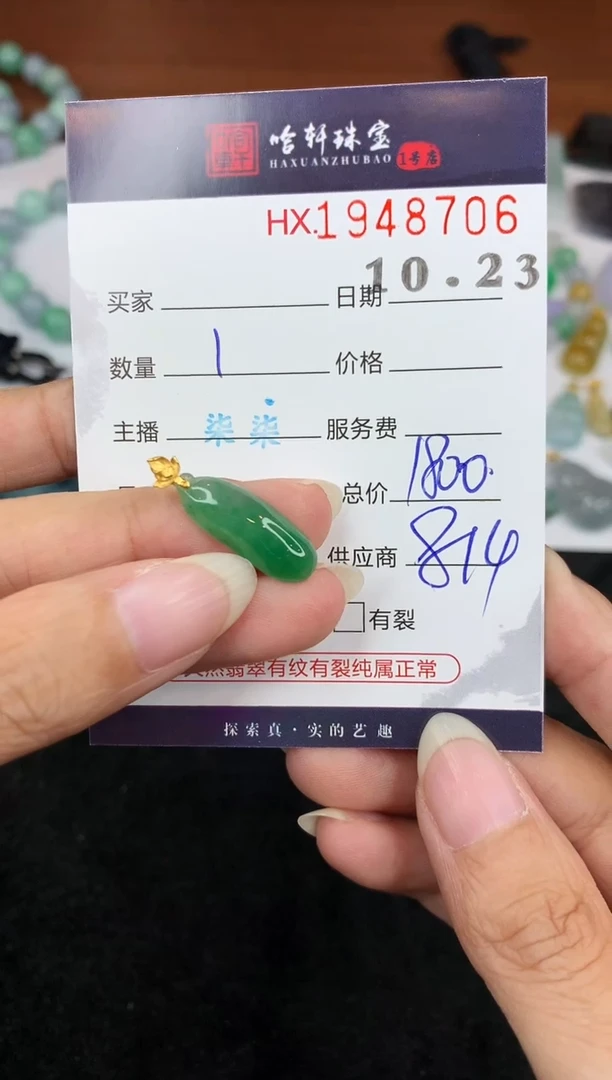 哈轩珠宝
HAXUANZHUBAO 1号店
HX.1948706
10.23
买家 日期
数量 1 价格
主播 柒柒 服务费
总价 1800.
供应商 814
有裂
翡翠有纹有裂纯属正常
探索真·实的艺趣